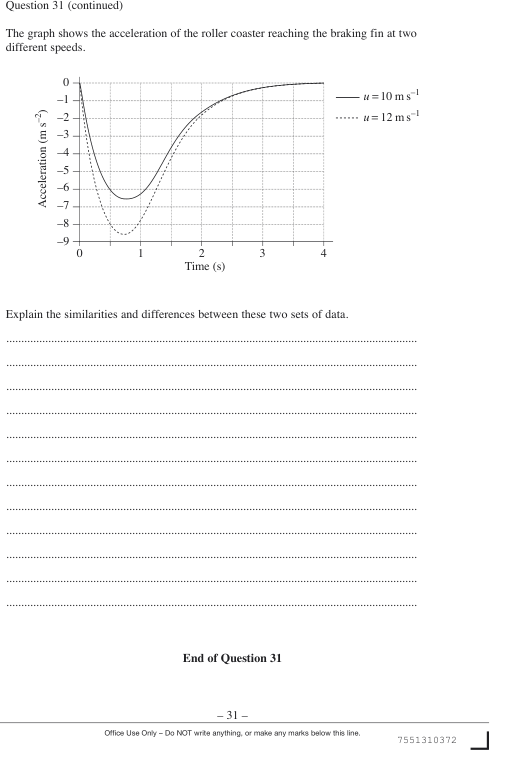 Question 31 (continued)
The graph shows the acceleration of the roller coaster reaching the braking fin at two
different speeds.
0
–1
–2
–3
–4
–5
–6
–7
–8
–9
Acceleration (m s⁻²)
u = 10 m s⁻¹
u = 12 m s⁻¹
0 1 2 3 4
Time (s)
Explain the similarities and differences between these two sets of data.
End of Question 31
– 31 –
Office Use Only – Do NOT write anything, or make any marks below this line.
7551310372